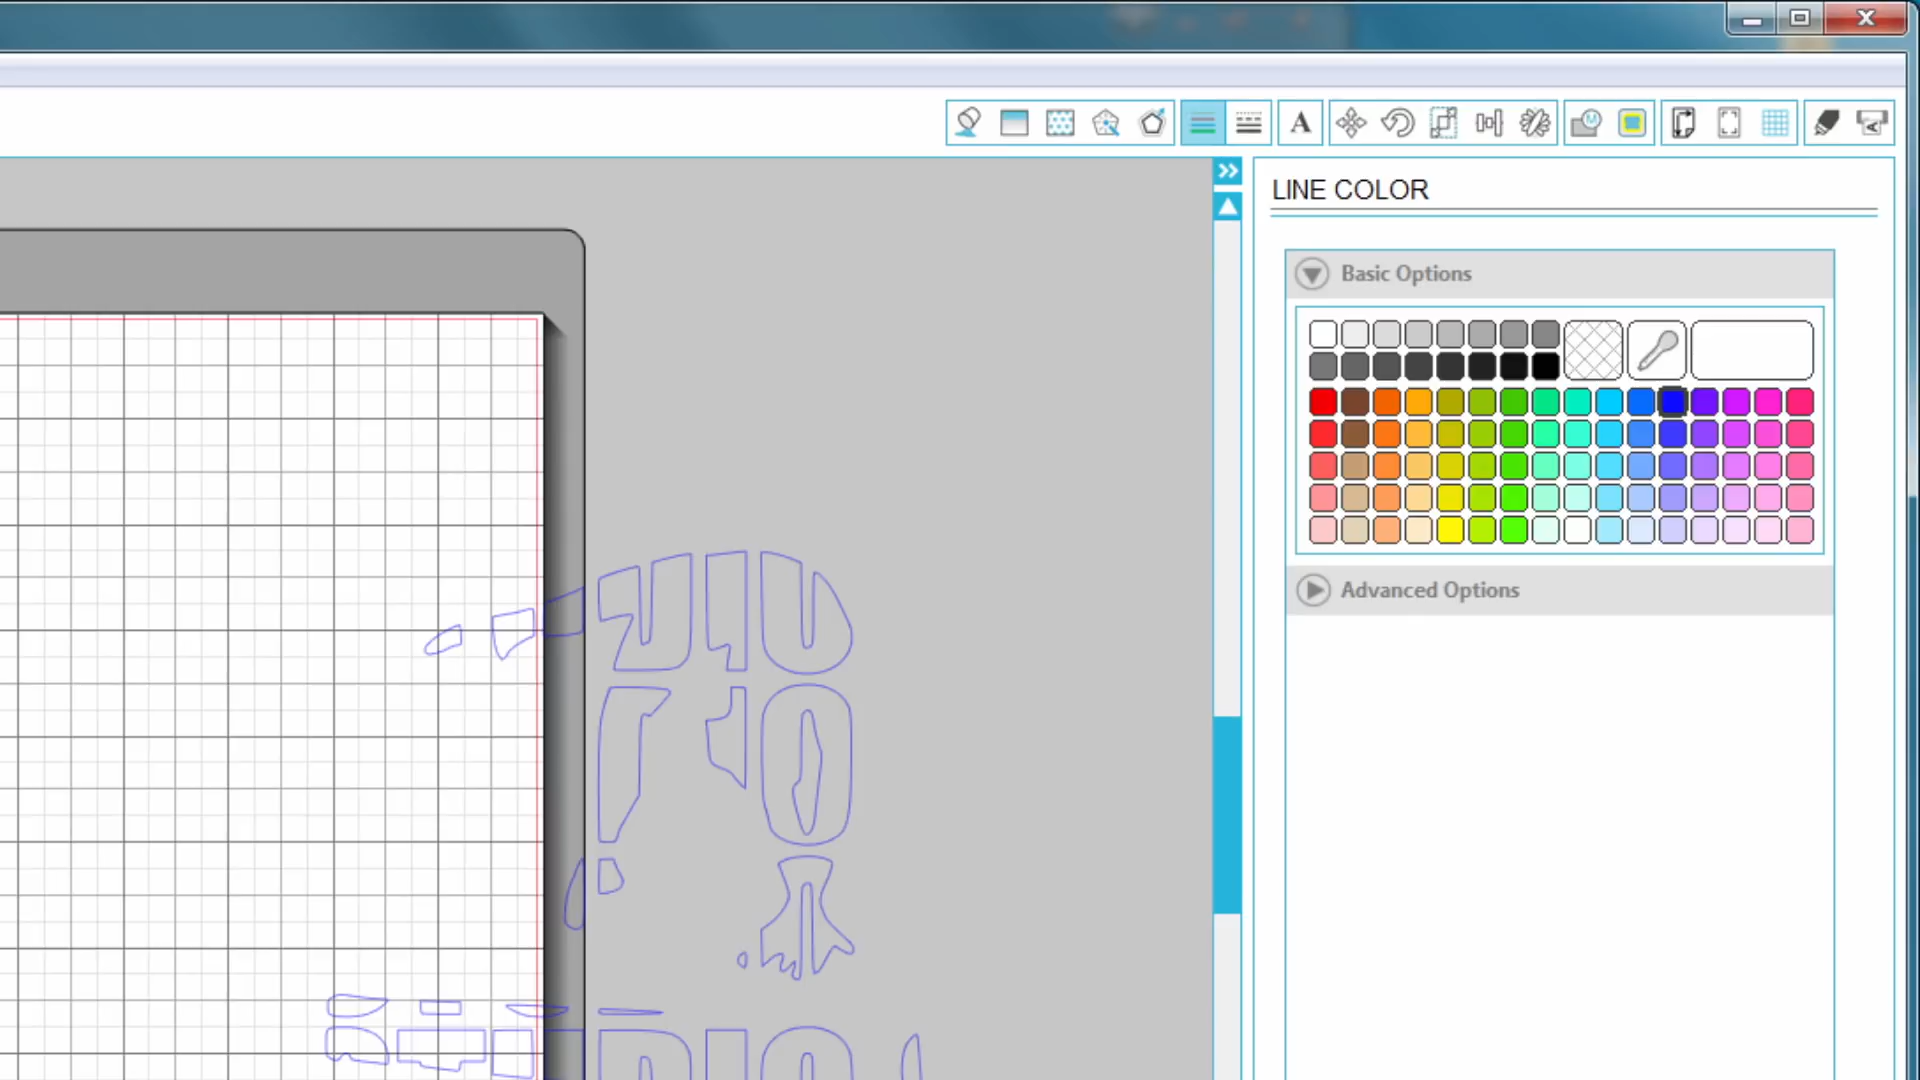 A
M
LINE COLOR
Basic Options
Advanced Options